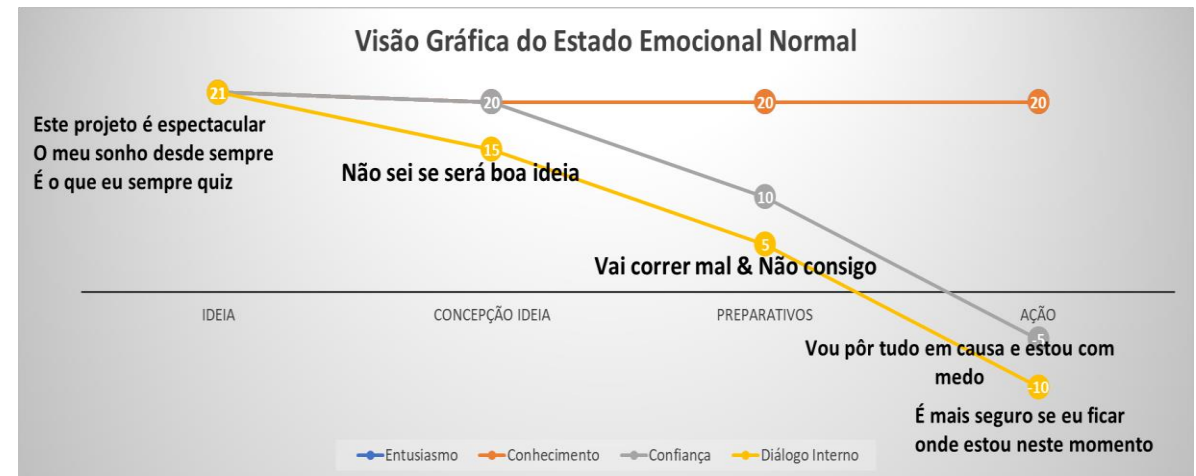 Visão Gráfica do Estado Emocional Normal
21
20
20
20
Este projeto é espectacular
O meu sonho desde sempre
É o que eu sempre quiz
15
Não sei se será boa ideia
10
5
Vai correr mal & Não consigo
IDEIA
CONCEPÇÃO IDEIA
PREPARATIVOS
AÇÃO
-5
Vou pôr tudo em causa e estou com
medo
-10
É mais seguro se eu ficar
onde estou neste momento
Entusiasmo
Conhecimento
Confiança
Diálogo Interno